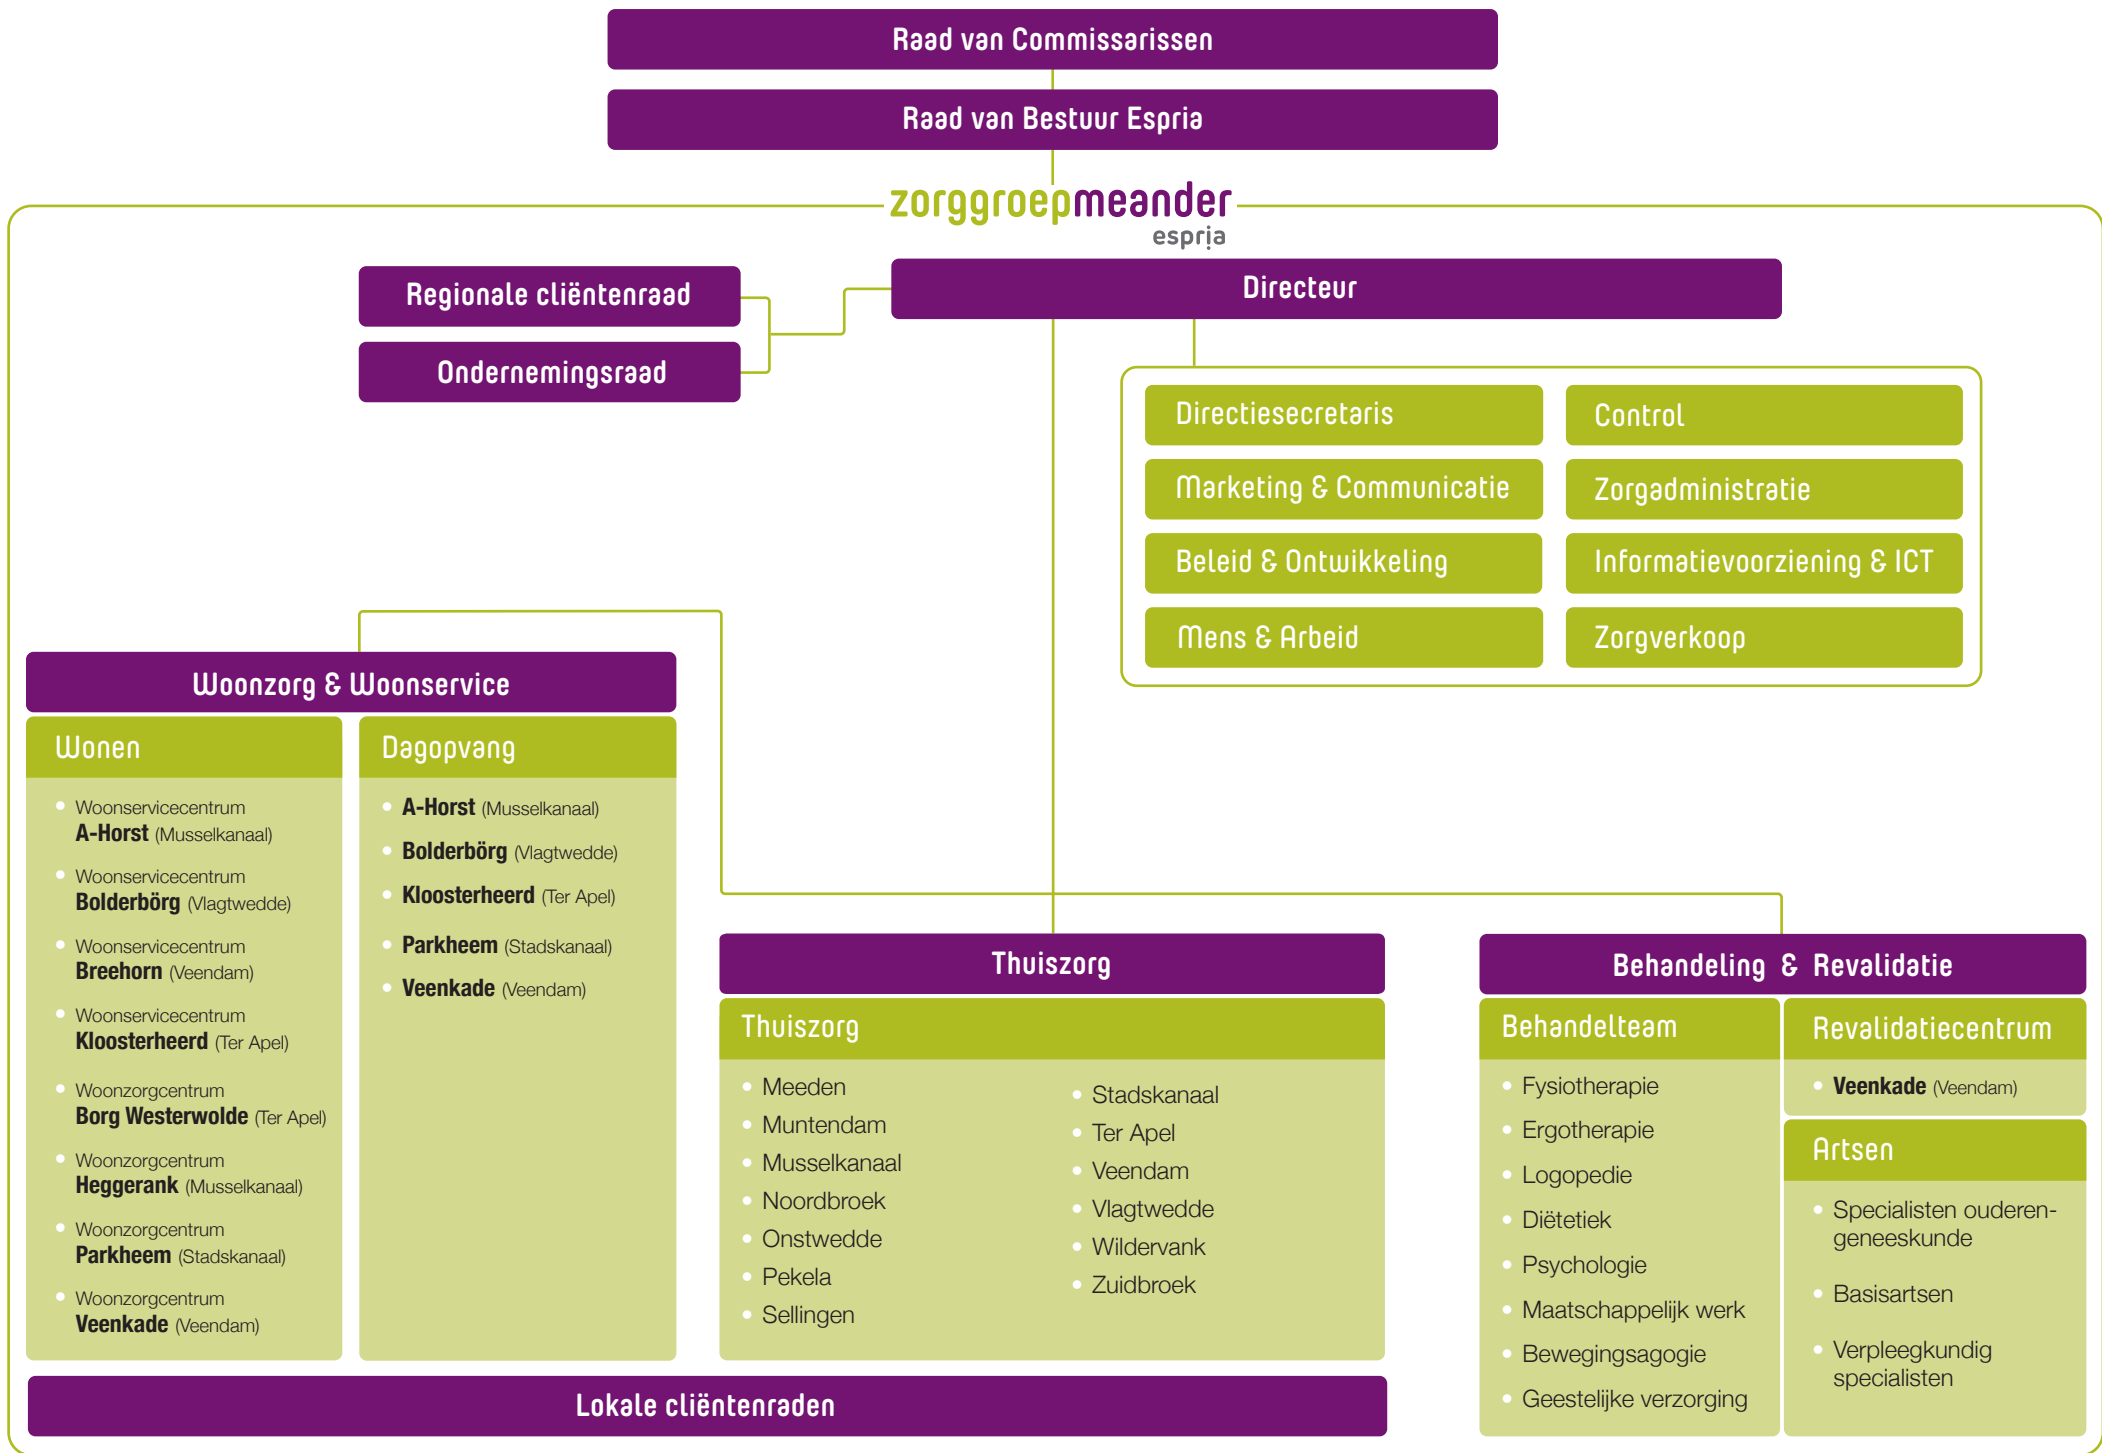 Raad van Commissarissen
Raad van Bestuur Espria
zorggroepmeander
espria
Directeur
Regionale cliëntenraad
Ondernemingsraad
Directiesecretaris
Control
Marketing & Communicatie
Zorgadministratie
Beleid & Ontwikkeling
Informatievoorziening & ICT
Mens & Arbeid
Zorgverkoop
Woonzorg & Woonservice
Wonen
• Woonservicecentrum
A-Horst (Musselkanaal)
• Woonservicecentrum
Bolderbörg (Vlagtwedde)
• Woonservicecentrum
Breehorn (Veendam)
• Woonservicecentrum
Kloosterheerd (Ter Apel)
• Woonzorgcentrum
Borg Westerwolde (Ter Apel)
• Woonzorgcentrum
Heggerank (Musselkanaal)
• Woonzorgcentrum
Parkheem (Stadskanaal)
• Woonzorgcentrum
Veenkade (Veendam)
Dagopvang
• A-Horst (Musselkanaal)
• Bolderbörg (Vlagtwedde)
• Kloosterheerd (Ter Apel)
• Parkheem (Stadskanaal)
• Veenkade (Veendam)
Thuiszorg
Thuiszorg
• Meeden
• Muntendam
• Musselkanaal
• Noordbroek
• Onstwedde
• Pekela
• Sellingen
• Stadskanaal
• Ter Apel
• Veendam
• Vlagtwedde
• Wildervank
• Zuidbroek
Behandeling & Revalidatie
Behandelteam
• Fysiotherapie
• Ergotherapie
• Logopedie
• Diëtetiek
• Psychologie
• Maatschappelijk werk
• Bewegingsagogie
• Geestelijke verzorging
Revalidatiecentrum
• Veenkade (Veendam)
Artsen
• Specialisten ouderen-
geneeskunde
• Basisartsen
• Verpleegkundig
specialisten
Lokale cliëntenraden